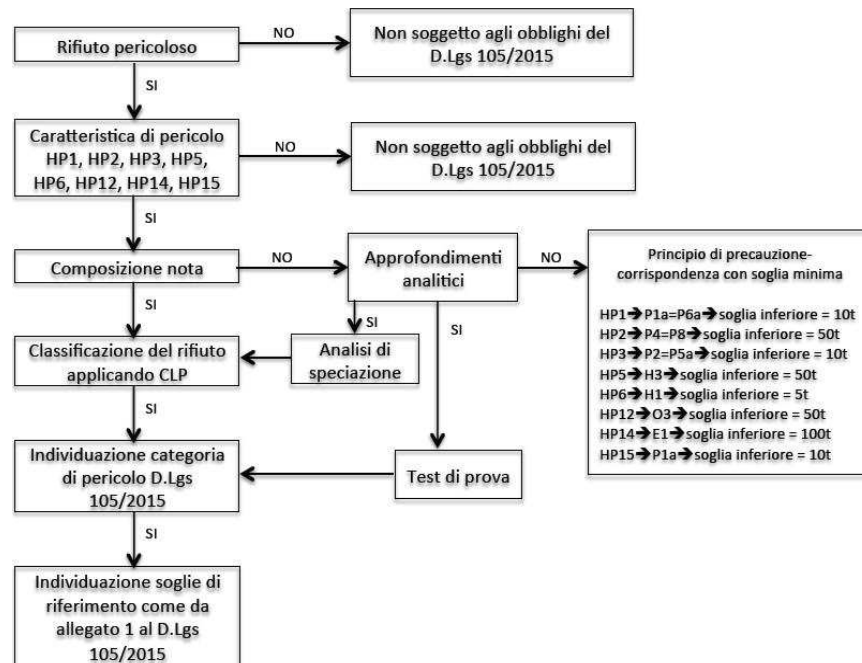 Rifiuto pericoloso
NO
Non soggetto agli obblighi del
D.Lgs 105/2015
SI
Caratteristica di pericolo
HP1, HP2, HP3, HP5,
HP6, HP12, HP14, HP15
NO
Non soggetto agli obblighi del
D.Lgs 105/2015
SI
Composizione nota
NO
Approfondimenti
analitici
NO
Principio di precauzione-
corrispondenza con soglia minima
HP1➔P1a=P6a➔soglia inferiore = 10t
HP2➔P4=P8➔soglia inferiore = 50t
HP3➔P2=P5a➔soglia inferiore = 10t
HP5➔H3➔soglia inferiore = 50t
HP6➔H1➔soglia inferiore = 5t
HP12➔O3➔soglia inferiore = 50t
HP14➔E1➔soglia inferiore = 100t
HP15➔P1a➔soglia inferiore = 10t
SI
SI
SI
Classificazione del rifiuto
applicando CLP
Analisi di
speciazione
SI
Individuazione categoria
di pericolo D.Lgs
105/2015
Test di prova
SI
Individuazione soglie di
riferimento come da
allegato 1 al D.Lgs
105/2015